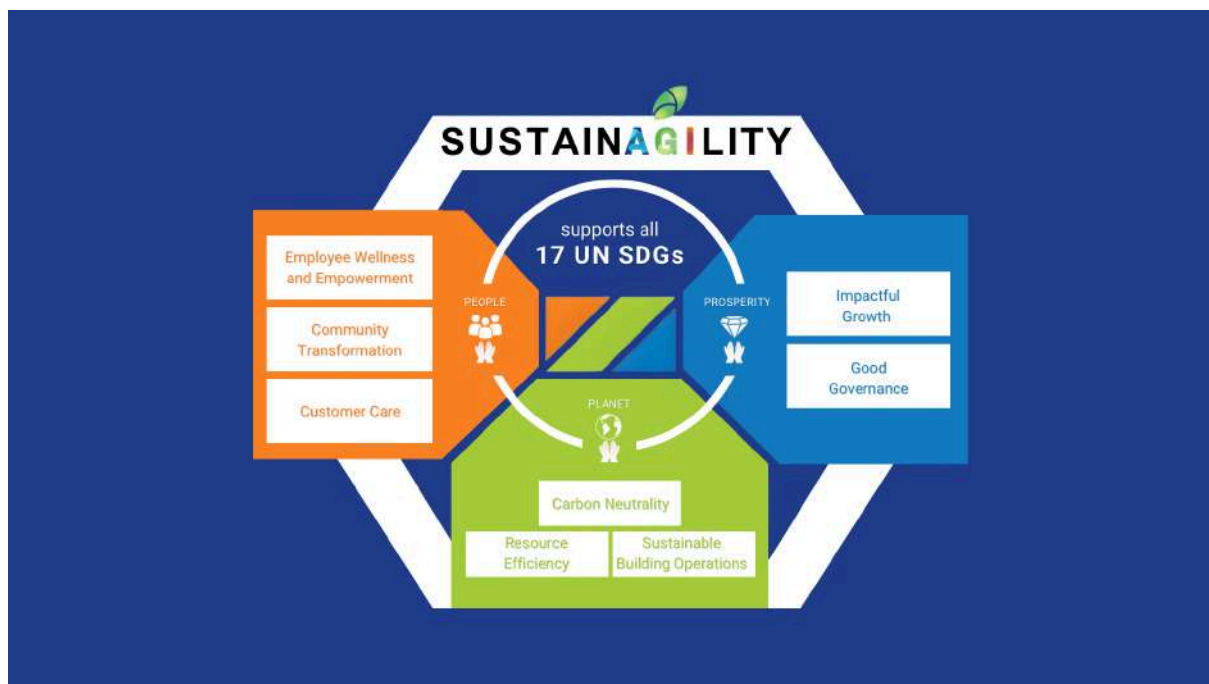 SUSTAINAGILITY
supports all
17 UN SDGs
PEOPLE
Employee Wellness
and Empowerment
Community
Transformation
Customer Care
PROSPERITY
Impactful
Growth
Good
Governance
PLANET
Carbon Neutrality
Resource
Efficiency
Sustainable
Building Operations